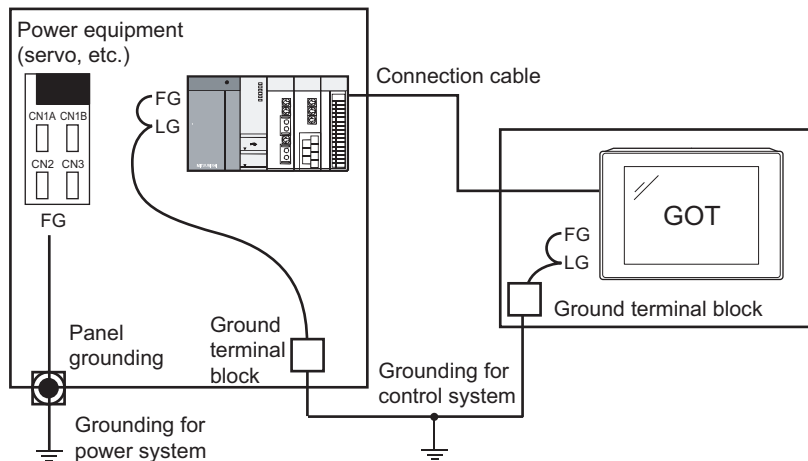 Power equipment
(servo, etc.)
CN1A CN1B
CN2 CN3
FG
FG
LG
Connection cable
GOT
FG
LG
Ground terminal block
Panel
grounding
Ground
terminal
block
Grounding for
control system
Grounding for
power system